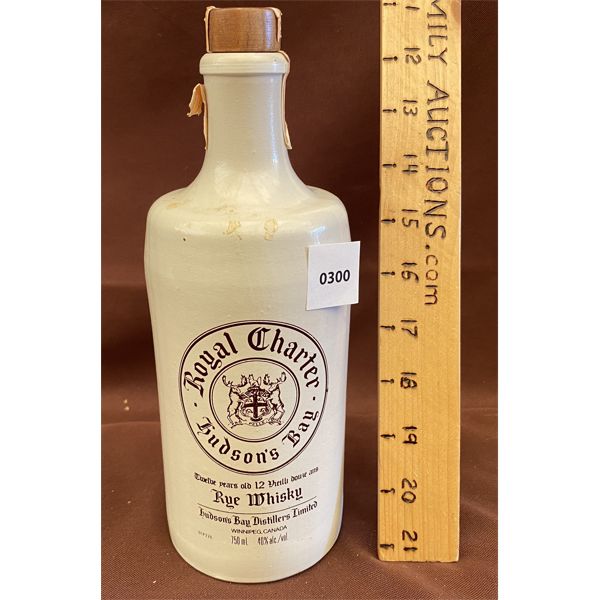 0300
Royal Charter
Hudson's Bay
Twelve years old 12 Vieilli douze ans
Rye Whisky
Hudson's Bay Distillers Limited
WINNIPEG, CANADA
750 ml. 40% alc./vol.
MILY AUCTIONS.com
12
13
14
15
16
17
18
19
20
21